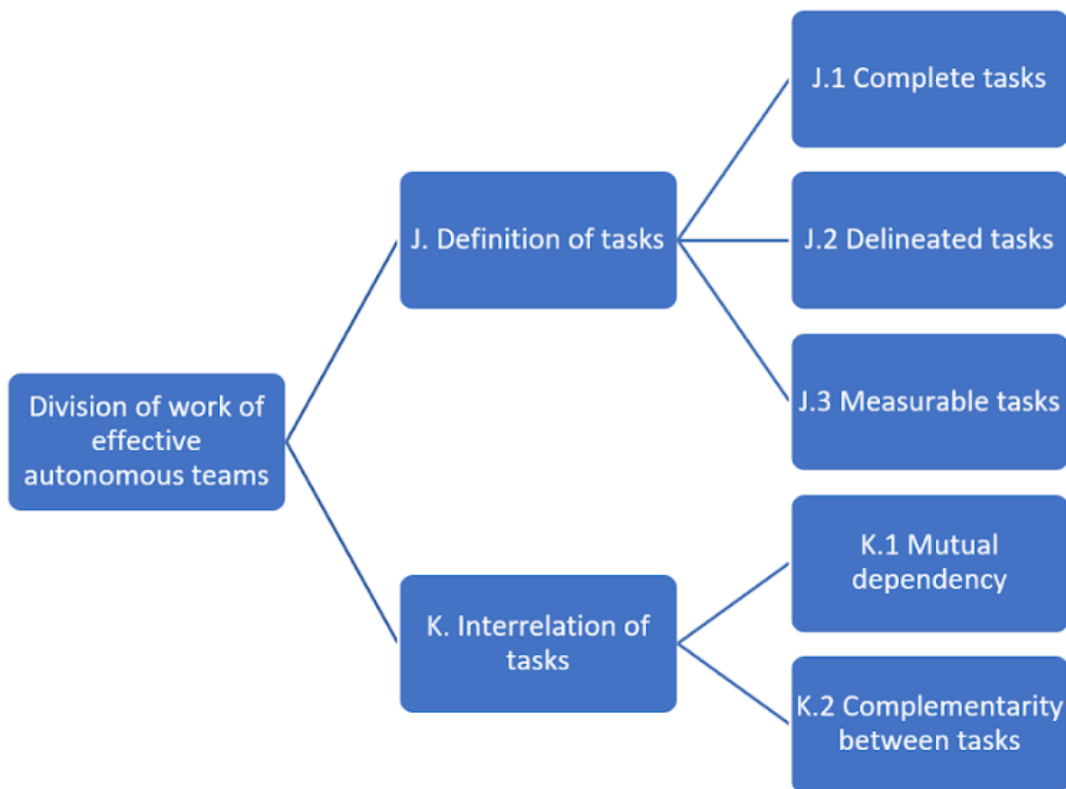 Division of work of
effective
autonomous teams
J. Definition of tasks
J.1 Complete tasks
J.2 Delineated tasks
J.3 Measurable tasks
K. Interrelation of
tasks
K.1 Mutual
dependency
K.2 Complementarity
between tasks